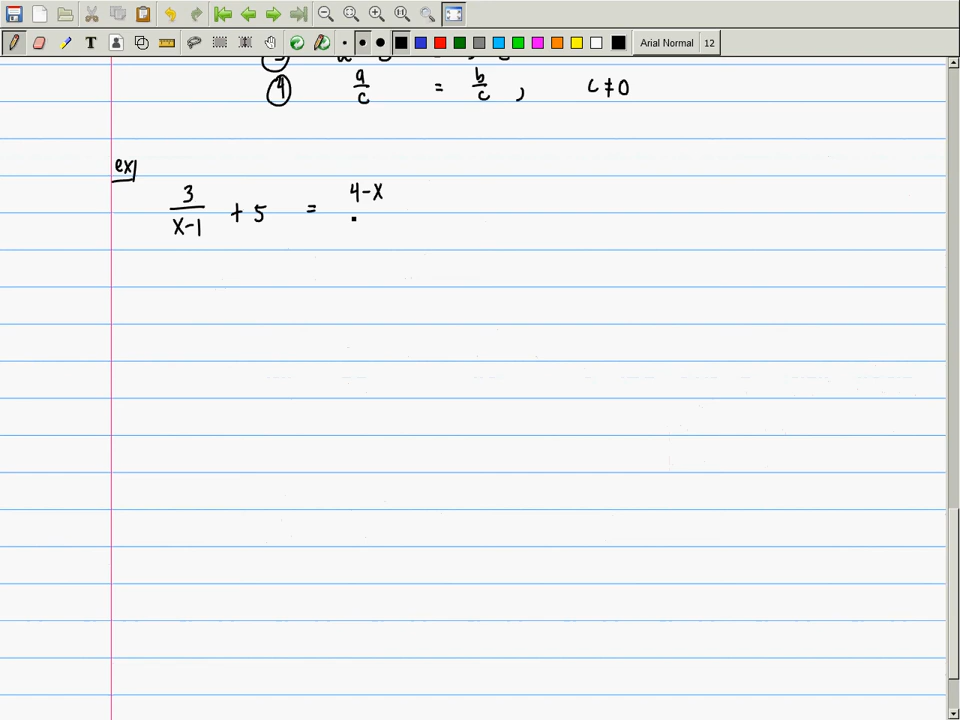 T Arial Normal 12
④ a/c = b/c , c ≠ 0
ex)
3/(x-1) + 5 = 4-x